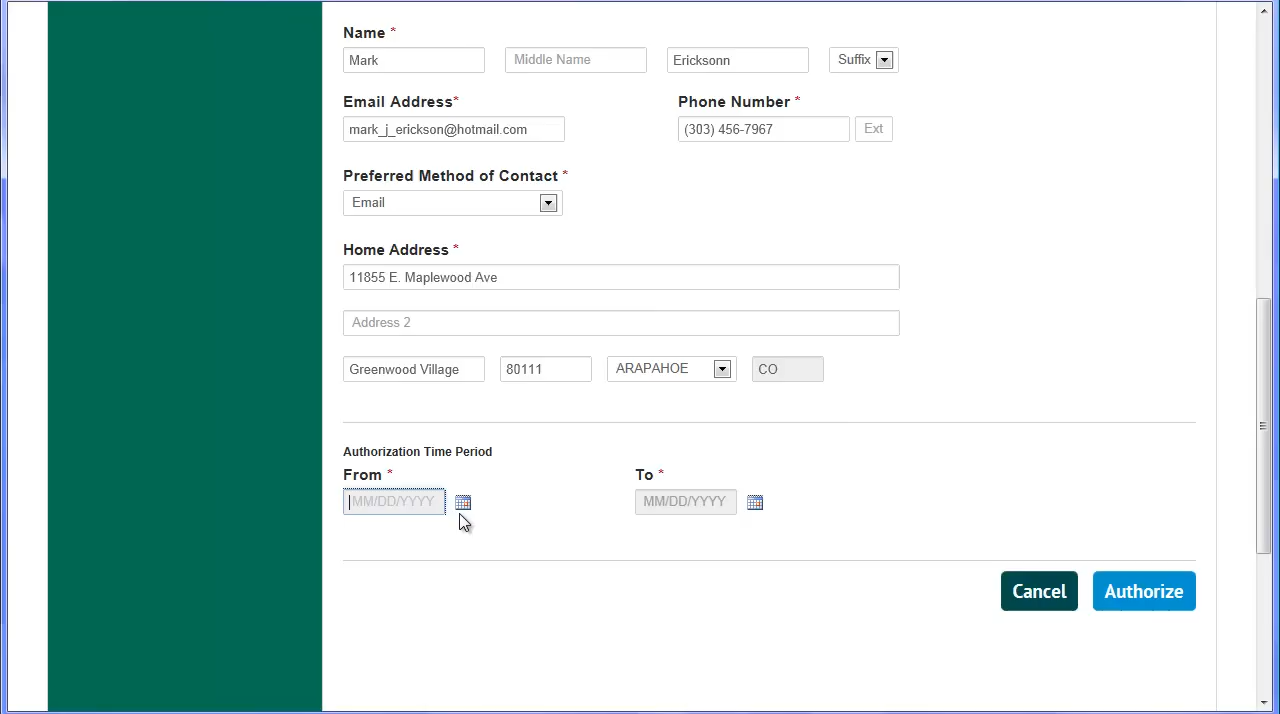 Name *
Mark Middle Name Ericksonn Suffix
Email Address* Phone Number *
mark_j_erickson@hotmail.com (303) 456-7967 Ext
Preferred Method of Contact *
Email
Home Address *
11855 E. Maplewood Ave
Address 2
Greenwood Village 80111 ARAPAHOE CO
Authorization Time Period
From * To *
MM/DD/YYYY MM/DD/YYYY
Cancel Authorize